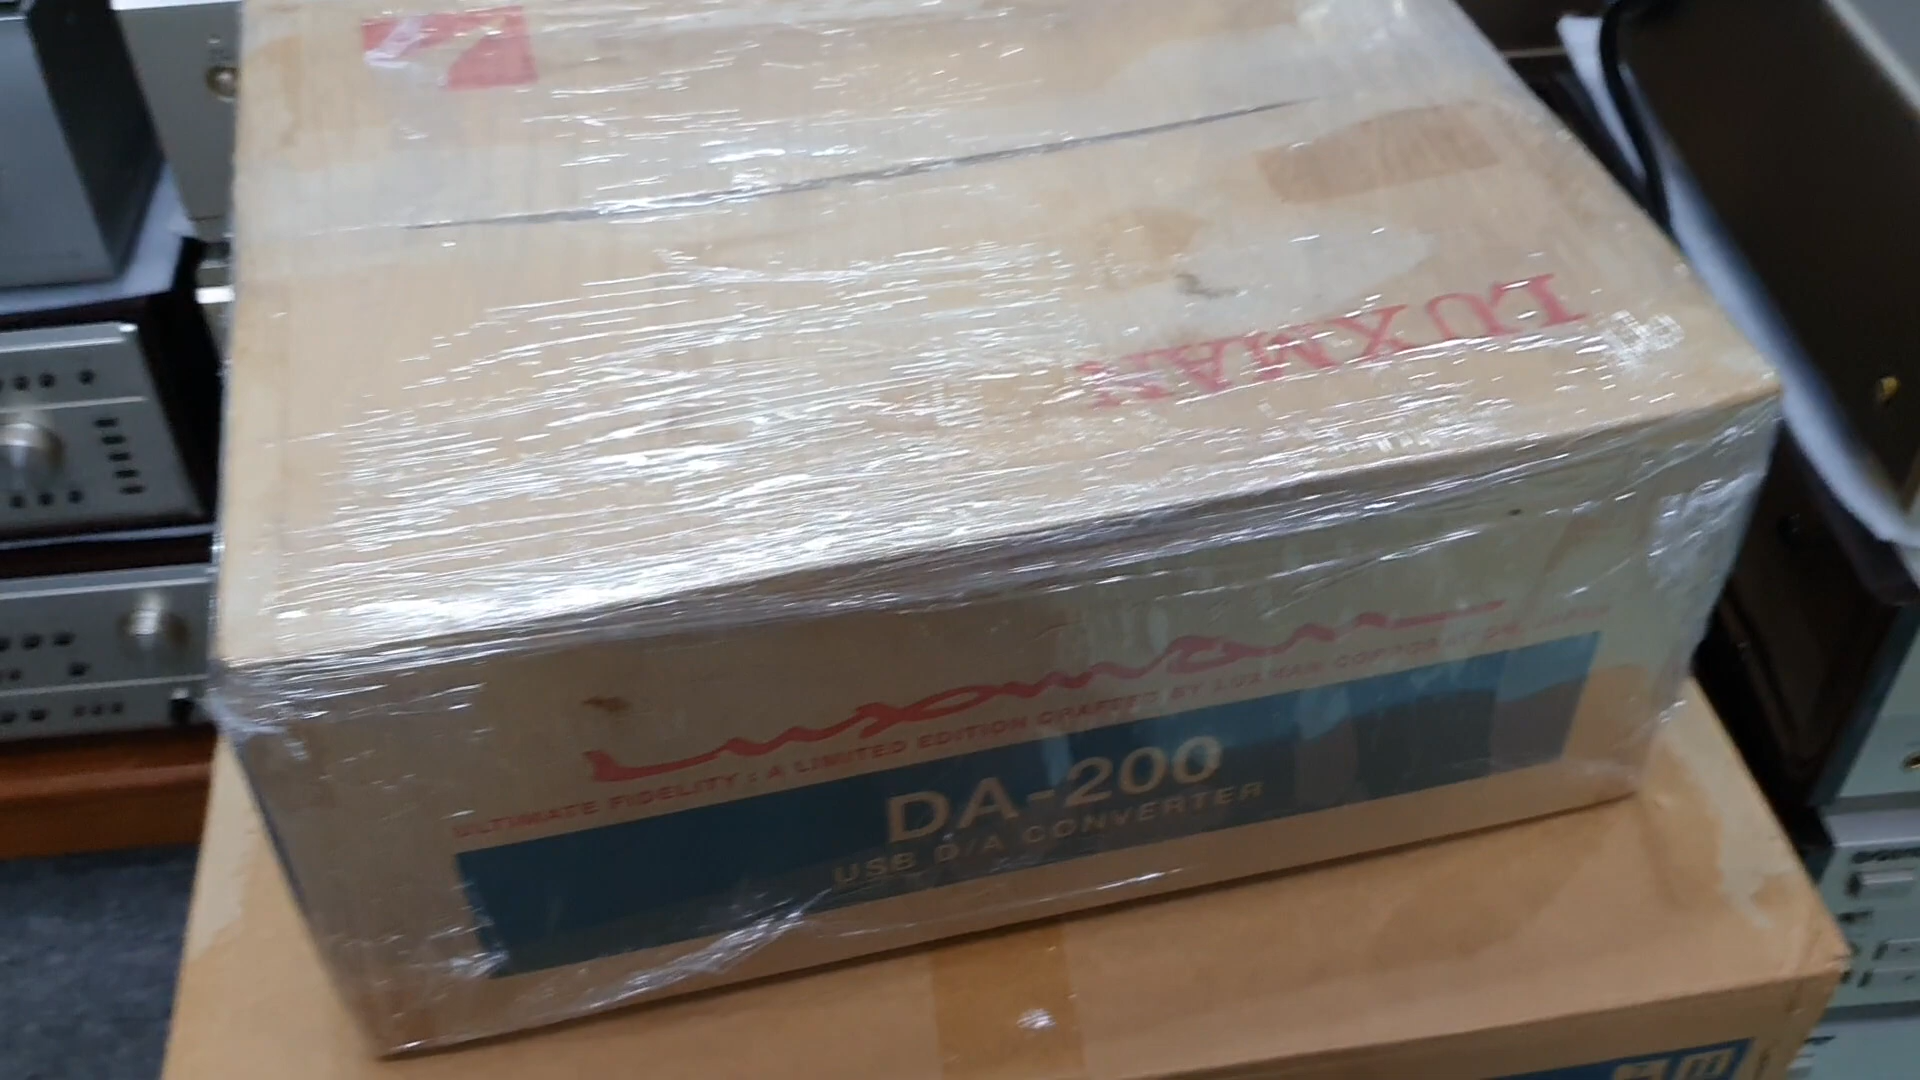 LUXMAN
Luxman
ULTIMATE FIDELITY : A LIMITED EDITION CRAFTED BY LUXMAN CORPORATION, JAPAN
DA-200
USB D/A CONVERTER